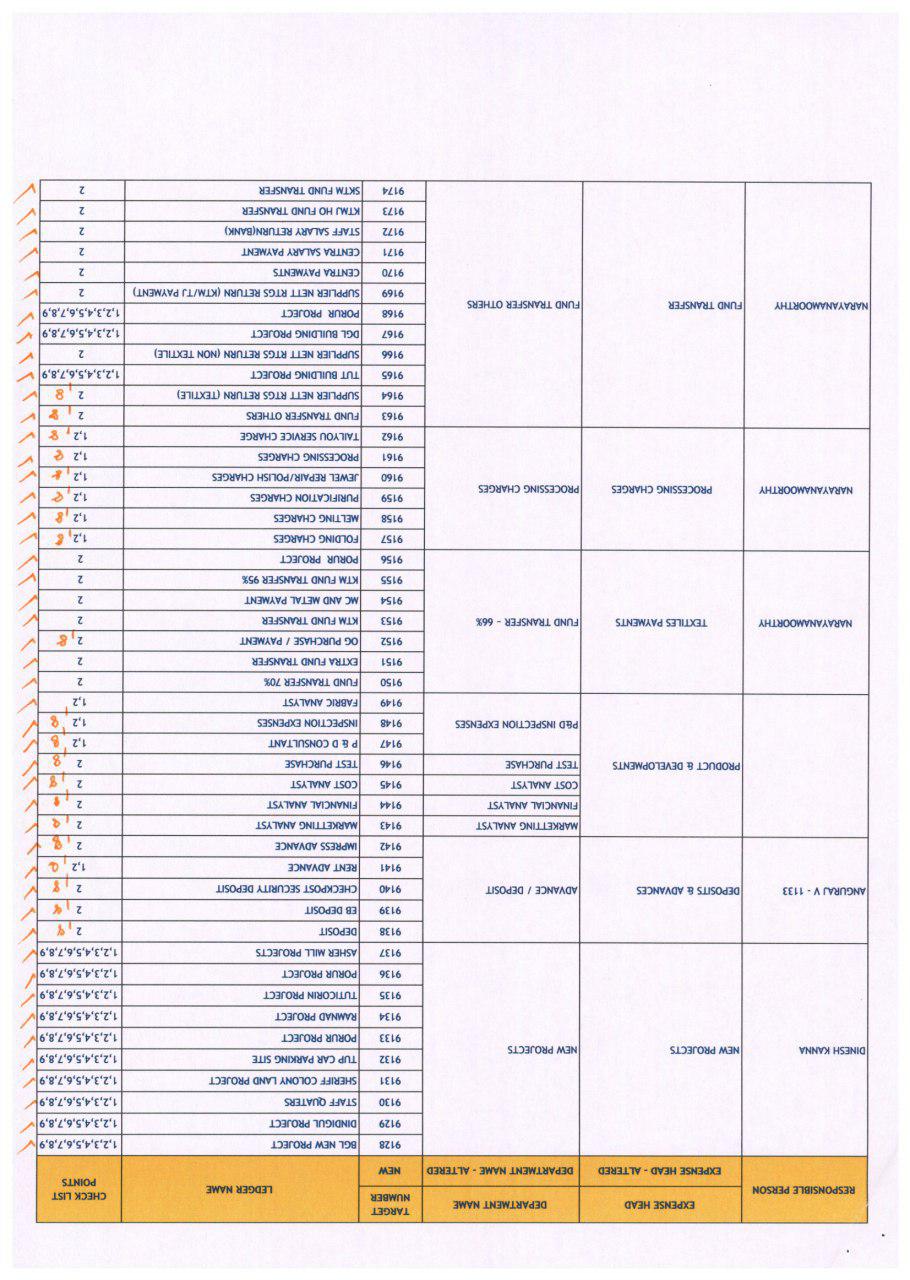 RESPONSIBLE PERSON EXPENSE HEAD DEPARTMENT NAME TARGET NUMBER LEDGER NAME CHECK LIST POINTS
EXPENSE HEAD - ALTERED DEPARTMENT NAME - ALTERED NEW
9128 BGL NEW PROJECT 1,2,3,4,5,6,7,8,9 ✓
9129 DINDIGUL PROJECT 1,2,3,4,5,6,7,8,9 ✓
9130 STAFF QUATERS 1,2,3,4,5,6,7,8,9 ✓
9131 SHERIFF COLONY LAND PROJECT 1,2,3,4,5,6,7,8,9 ✓
9132 TUP CAR PARKING SITE 1,2,3,4,5,6,7,8,9 ✓
DINESH KANNA NEW PROJECTS NEW PROJECTS
9133 PORUR PROJECT 1,2,3,4,5,6,7,8,9 ✓
9134 RAMNAD PROJECT 1,2,3,4,5,6,7,8,9 ✓
9135 TUTICORIN PROJECT 1,2,3,4,5,6,7,8,9 ✓
9136 PORUR PROJECT 1,2,3,4,5,6,7,8,9 ✓
9137 ASHER MILL PROJECTS 1,2,3,4,5,6,7,8,9 ✓
9138 DEPOSIT 2 ,8 ✓
9139 EB DEPOSIT 2 ,8 ✓
ANGURAJ V - 1133 DEPOSITS & ADVANCES ADVANCE / DEPOSIT 9140 CHECKPOST SECURITY DEPOSIT 2 ,8 ✓
9141 RENT ADVANCE 1,2 ,8 ✓
9142 IMPRESS ADVANCE 2 ,8 ✓
MARKETTING ANALYST 9143 MARKETTING ANALYST 2 ,8 ✓
FINANCIAL ANALYST 9144 FINANCIAL ANALYST 2 ,8 ✓
COST ANALYST 9145 COST ANALYST 2 ,8 ✓
PRODUCT & DEVELOPMENTS TEST PURCHASE 9146 TEST PURCHASE 2 ,8 ✓
9147 P & D CONSULTANT 1,2 ,8 ✓
P&D INSPECTION EXPENSES 9148 INSPECTION EXPENSES 1,2 ,8 ✓
9149 FABRIC ANALYST 1,2 ✓
9150 FUND TRANSFER 70% 2 ✓
9151 EXTRA FUND TRANSFER 2 ✓
9152 OG PURCHASE / PAYMENT 2 ,8 ✓
NARAYANAMOORTHY TEXTILES PAYMENTS FUND TRANSFER - 66% 9153 KTM FUND TRANSFER 2 ✓
9154 MC AND METAL PAYMENT 2 ✓
9155 KTM FUND TRANSFER 95% 2 ✓
9156 PORUR PROJECT 2 ✓
9157 FOLDING CHARGES 1,2 ,8 ✓
9158 MELTING CHARGES 1,2 ,8 ✓
9159 PURIFICATION CHARGES 1,2 ,8 ✓
NARAYANAMOORTHY PROCESSING CHARGES PROCESSING CHARGES
9160 JEWEL REPAIR/POLISH CHARGES 1,2 ,8 ✓
9161 PROCESSING CHARGES 1,2 8 ✓
9162 TAILYOU SERVICE CHARGE 1,2 ,8 ✓
9163 FUND TRANSFER OTHERS 2 ,8 ✓
9164 SUPPLIER NETT RTGS RETURN (TEXTILE) 2 ,8 ✓
9165 TUT BUILDING PROJECT 1,2,3,4,5,6,7,8,9 ✓
9166 SUPPLIER NETT RTGS RETURN (NON TEXTILE) 2 ✓
9167 DGL BUILDING PROJECT 1,2,3,4,5,6,7,8,9 ✓
9168 PORUR PROJECT 1,2,3,4,5,6,7,8,9 ✓
NARAYANAMOORTHY FUND TRANSFER FUND TRANSFER OTHERS
9169 SUPPLIER NETT RTGS RETURN (KTM/TJ PAYMENT) 2 ✓
9170 CENTRA PAYMENTS 2 ✓
9171 CENTRA SALARY PAYMENT 2 ✓
9172 STAFF SALARY RETURN(BANK) 2 ✓
9173 KTMJ HO FUND TRANSFER 2 ✓
9174 SKTM FUND TRANSFER 2 ✓